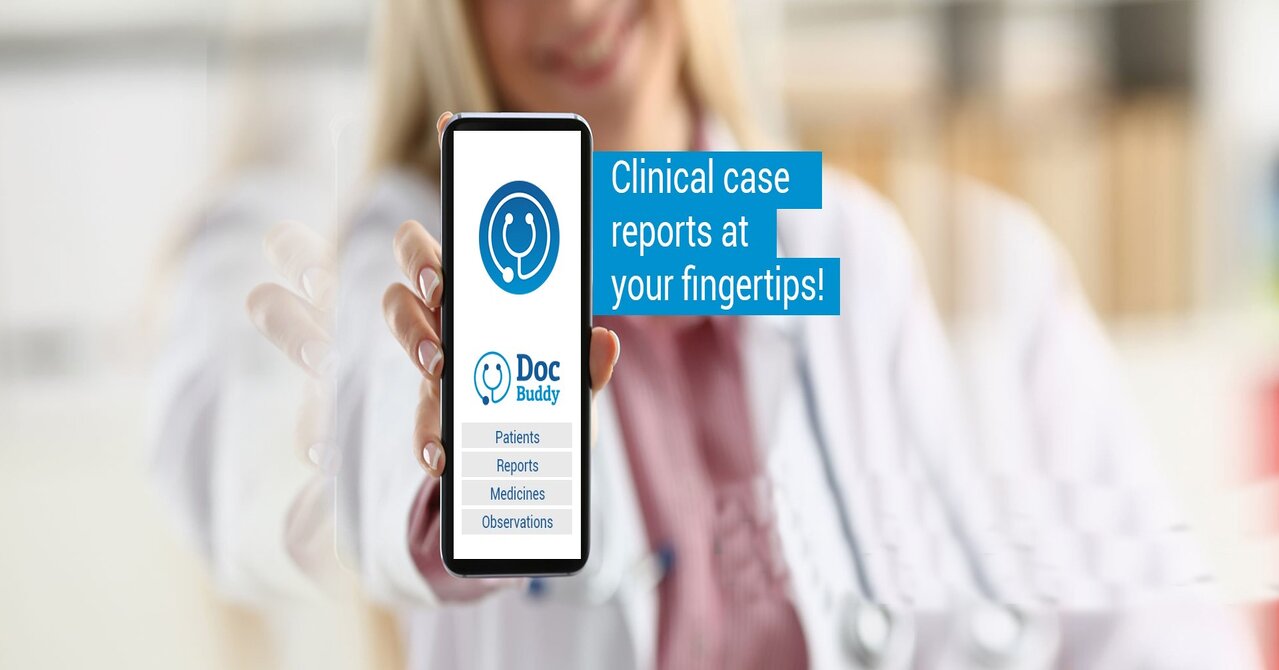 Clinical case
reports at
your fingertips!
Doc
Buddy
Patients
Reports
Medicines
Observations